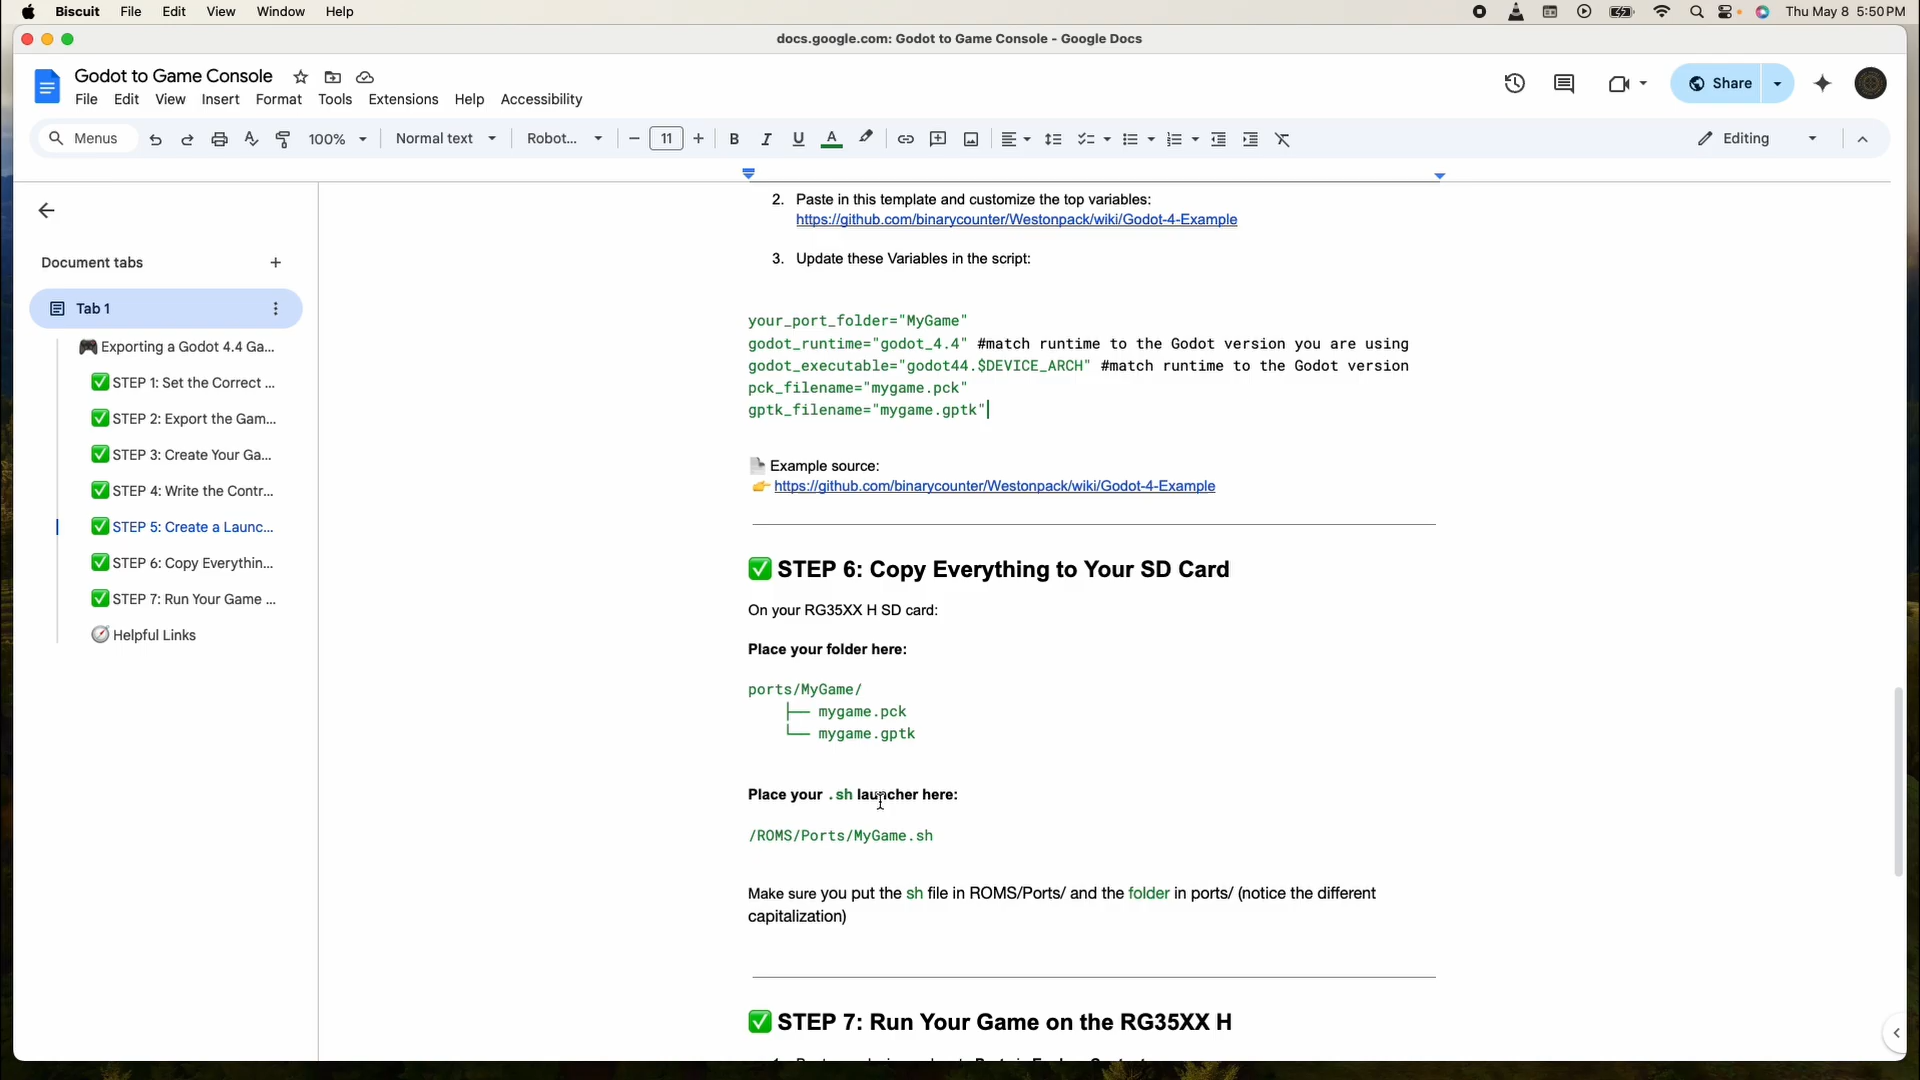 Biscuit File Edit View Window Help Thu May 8 5:50 PM
docs.google.com: Godot to Game Console - Google Docs
Godot to Game Console
File Edit View Insert Format Tools Extensions Help Accessibility
Share
Menus 100% Normal text Robot... 11 Editing
Document tabs
Tab 1
🎮 Exporting a Godot 4.4 Ga...
✅ STEP 1: Set the Correct ...
✅ STEP 2: Export the Gam...
✅ STEP 3: Create Your Ga...
✅ STEP 4: Write the Contr...
✅ STEP 5: Create a Launc...
✅ STEP 6: Copy Everythin...
✅ STEP 7: Run Your Game ...
🧭 Helpful Links
2. Paste in this template and customize the top variables:
https://github.com/binarycounter/Westonpack/wiki/Godot-4-Example
3. Update these Variables in the script:
your_port_folder="MyGame"
godot_runtime="godot_4.4" #match runtime to the Godot version you are using
godot_executable="godot44.$DEVICE_ARCH" #match runtime to the Godot version
pck_filename="mygame.pck"
gptk_filename="mygame.gptk"
📄 Example source:
👉 https://github.com/binarycounter/Westonpack/wiki/Godot-4-Example
✅ STEP 6: Copy Everything to Your SD Card
On your RG35XX H SD card:
Place your folder here:
ports/MyGame/
├── mygame.pck
└── mygame.gptk
Place your .sh launcher here:
/ROMS/Ports/MyGame.sh
Make sure you put the sh file in ROMS/Ports/ and the folder in ports/ (notice the different
capitalization)
✅ STEP 7: Run Your Game on the RG35XX H